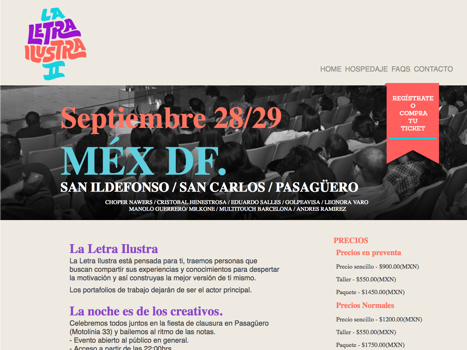 LA
LETRA
ILUSTRA
II
HOME HOSPEDAJE FAQS CONTACTO
REGÍSTRATE
O
COMPRA
TU
TICKET
Septiembre 28/29
MÉX DF.
SAN ILDEFONSO / SAN CARLOS / PASAGÜERO
CHOPER NAWERS / CRISTOBAL HENESTROSA / EDUARDO SALLES / GOLPEAVISA / LEONORA VARO
MANOLO GUERRERO/ MR.KONE / MULTITOUCH BARCELONA / ANDRES RAMIREZ
La Letra Ilustra
La Letra Ilustra está pensada para ti, traemos personas que
buscan compartir sus experiencias y conocimientos para despertar
la motivación y así construyas la mejor versión de ti mismo.
Los portafolios de trabajo dejarán de ser el actor principal.
La noche es de los creativos.
Celebremos todos juntos en la fiesta de clausura en Pasagüero
(Motolinía 33) y bailemos al ritmo de las notas.
- Evento abierto al público en general.
- Acceso a partir de las 22:00hrs
PRECIOS
Precios en preventa
Precio sencillo - $900.00(MXN)
Taller - $550.00(MXN)
Paquete - $1450.00(MXN)
Precios Normales
Precio sencillo - $1200.00(MXN)
Taller - $550.00(MXN)
Paquete - $1750.00(MXN)